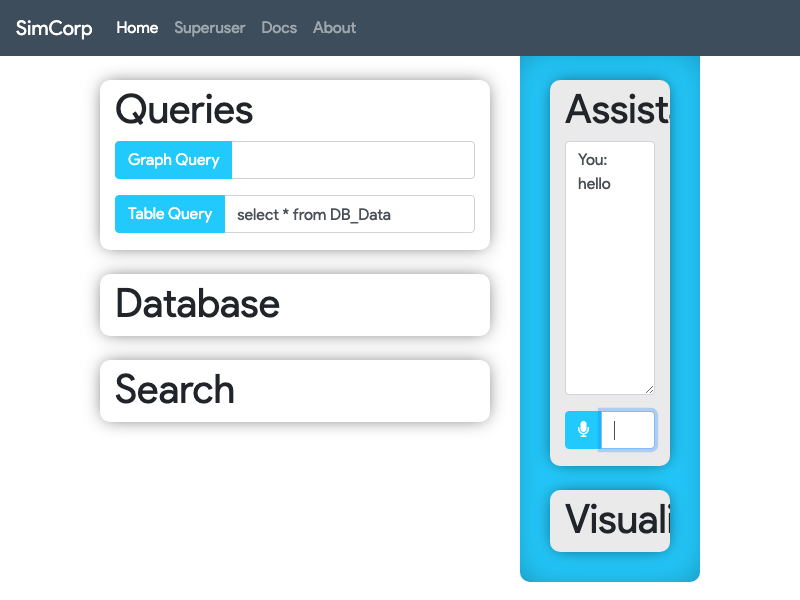 SimCorp Home Superuser Docs About
Queries
Graph Query
Table Query select * from DB_Data
Database
Search
Assist
You:
hello
Visuali